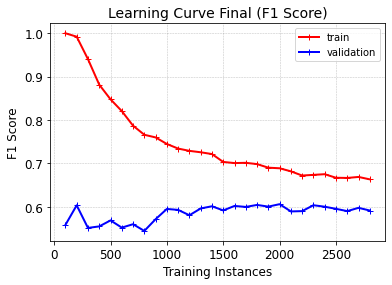 Learning Curve Final (F1 Score)
train
validation
F1 Score
1.0
0.9
0.8
0.7
0.6
0
500
1000
1500
2000
2500
Training Instances